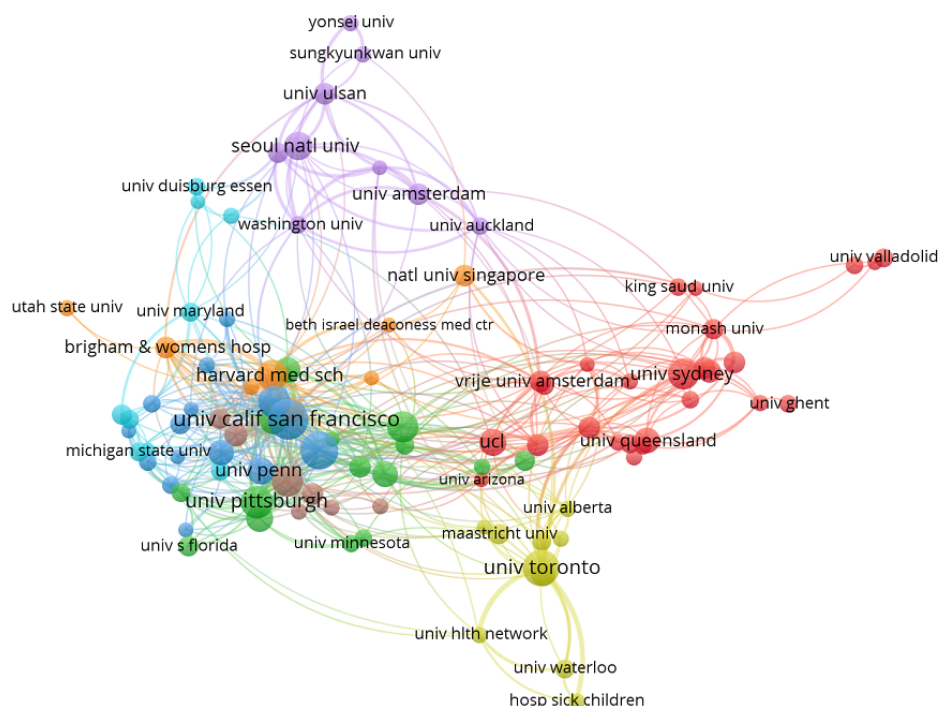 yonsei univ
sungkyunkwan univ
univ ulsan
seoul natl univ
univ duisburg essen
univ amsterdam
washington univ
univ auckland
univ valladolid
natl univ singapore
king saud univ
utah state univ
univ maryland
beth israel deaconess med ctr
monash univ
brigham & womens hosp
harvard med sch
vrije univ amsterdam
univ sydney
univ ghent
univ calif san francisco
ucl
univ queensland
michigan state univ
univ penn
univ arizona
univ pittsburgh
univ alberta
maastricht univ
univ s florida
univ minnesota
univ toronto
univ hlth network
univ waterloo
hosp sick children